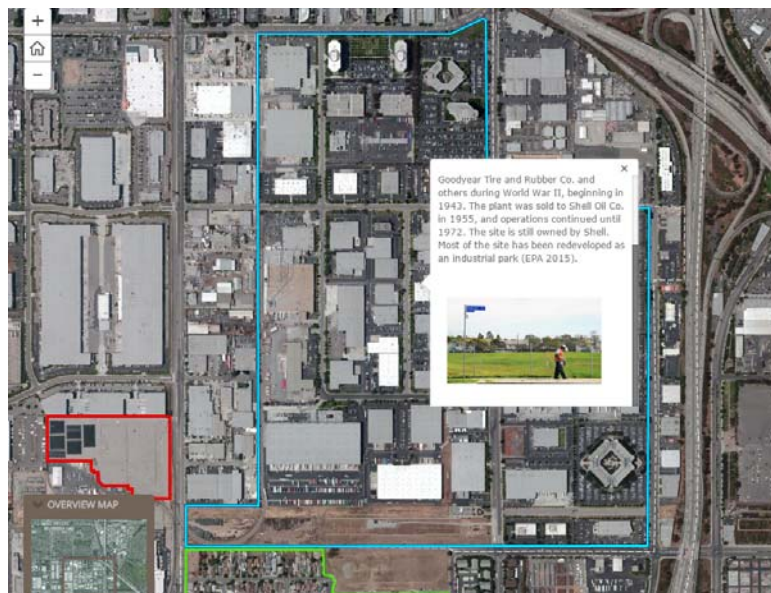 +
−
×
Goodyear Tire and Rubber Co. and
others during World War II, beginning in
1943. The plant was sold to Shell Oil Co.
in 1955, and operations continued until
1972. The site is still owned by Shell.
Most of the site has been redeveloped as
an industrial park (EPA 2015).
OVERVIEW MAP